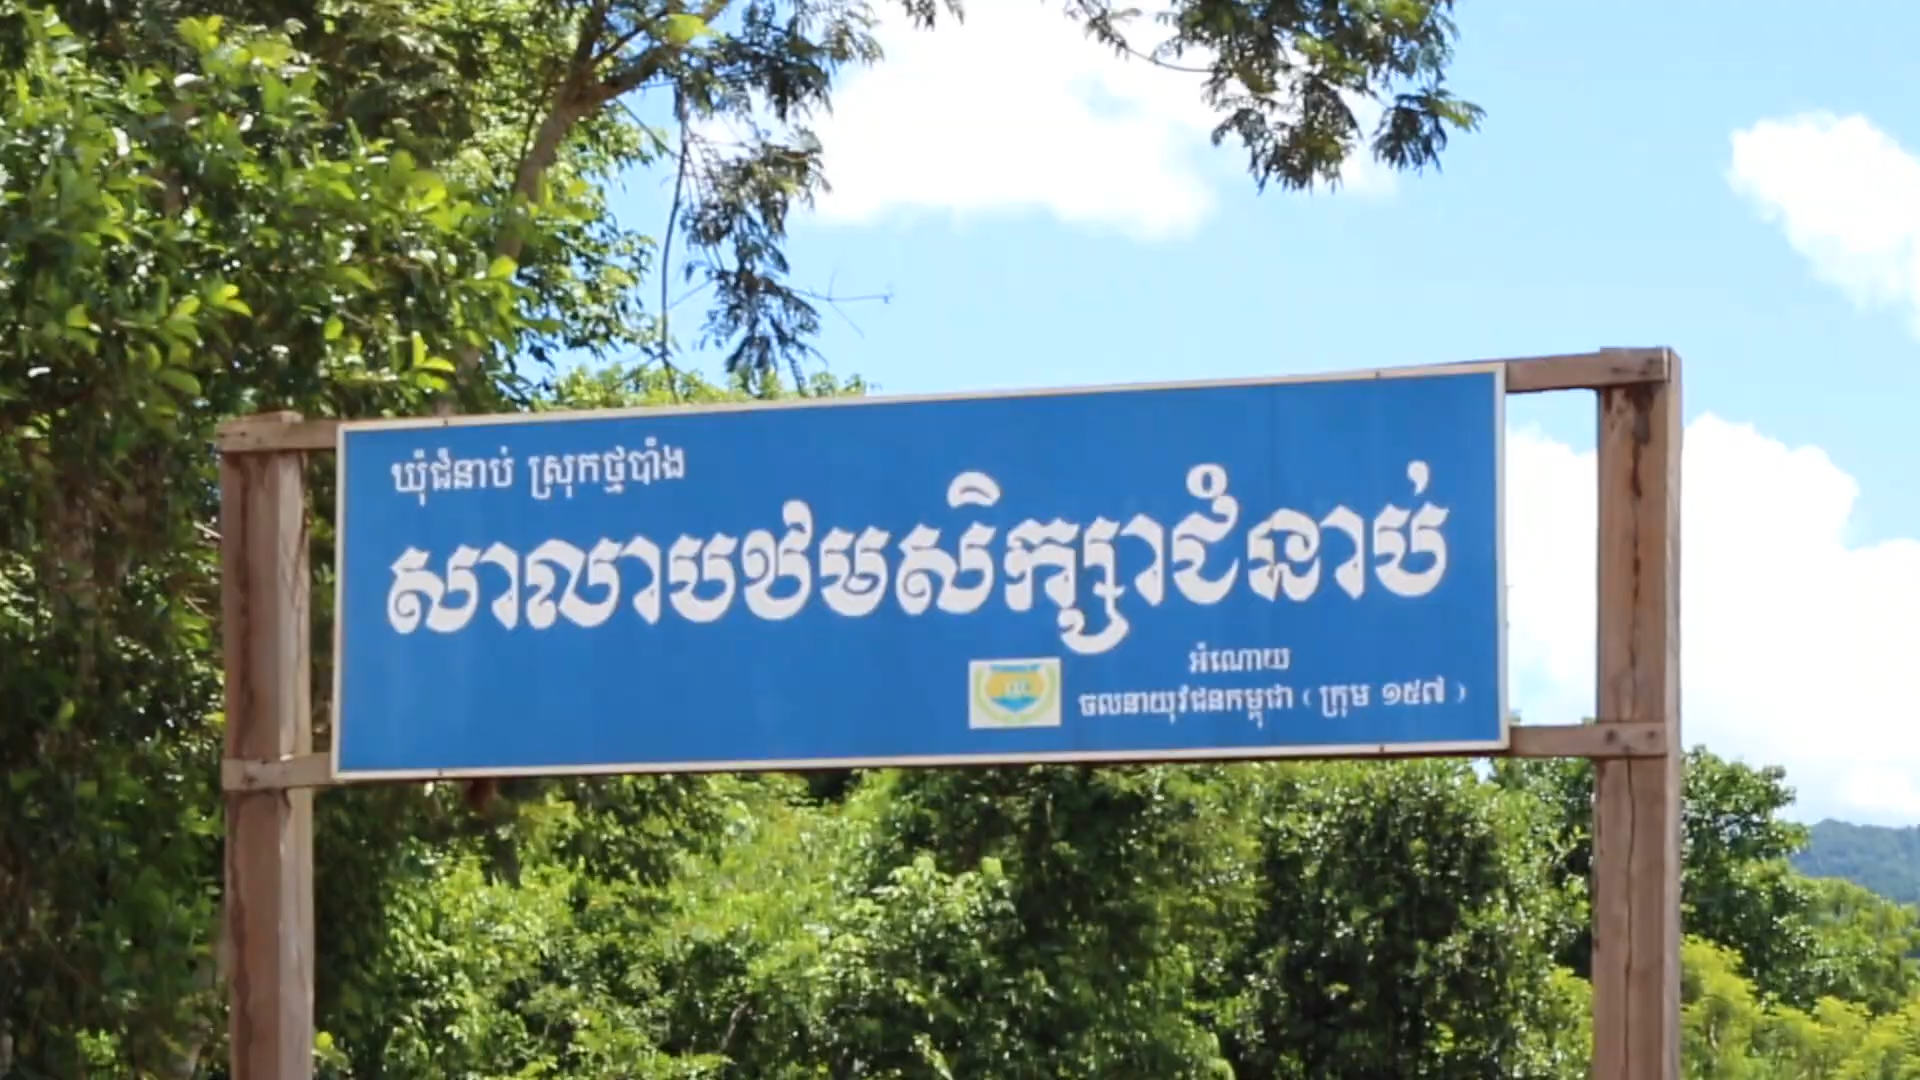 ឃុំជំនាប់ ស្រុកថ្មបាំង
សាលាបឋមសិក្សាជំនាប់
អំណោយ
ចលនាយុវជនកម្ពុជា ( ក្រុម ១៥៧ )